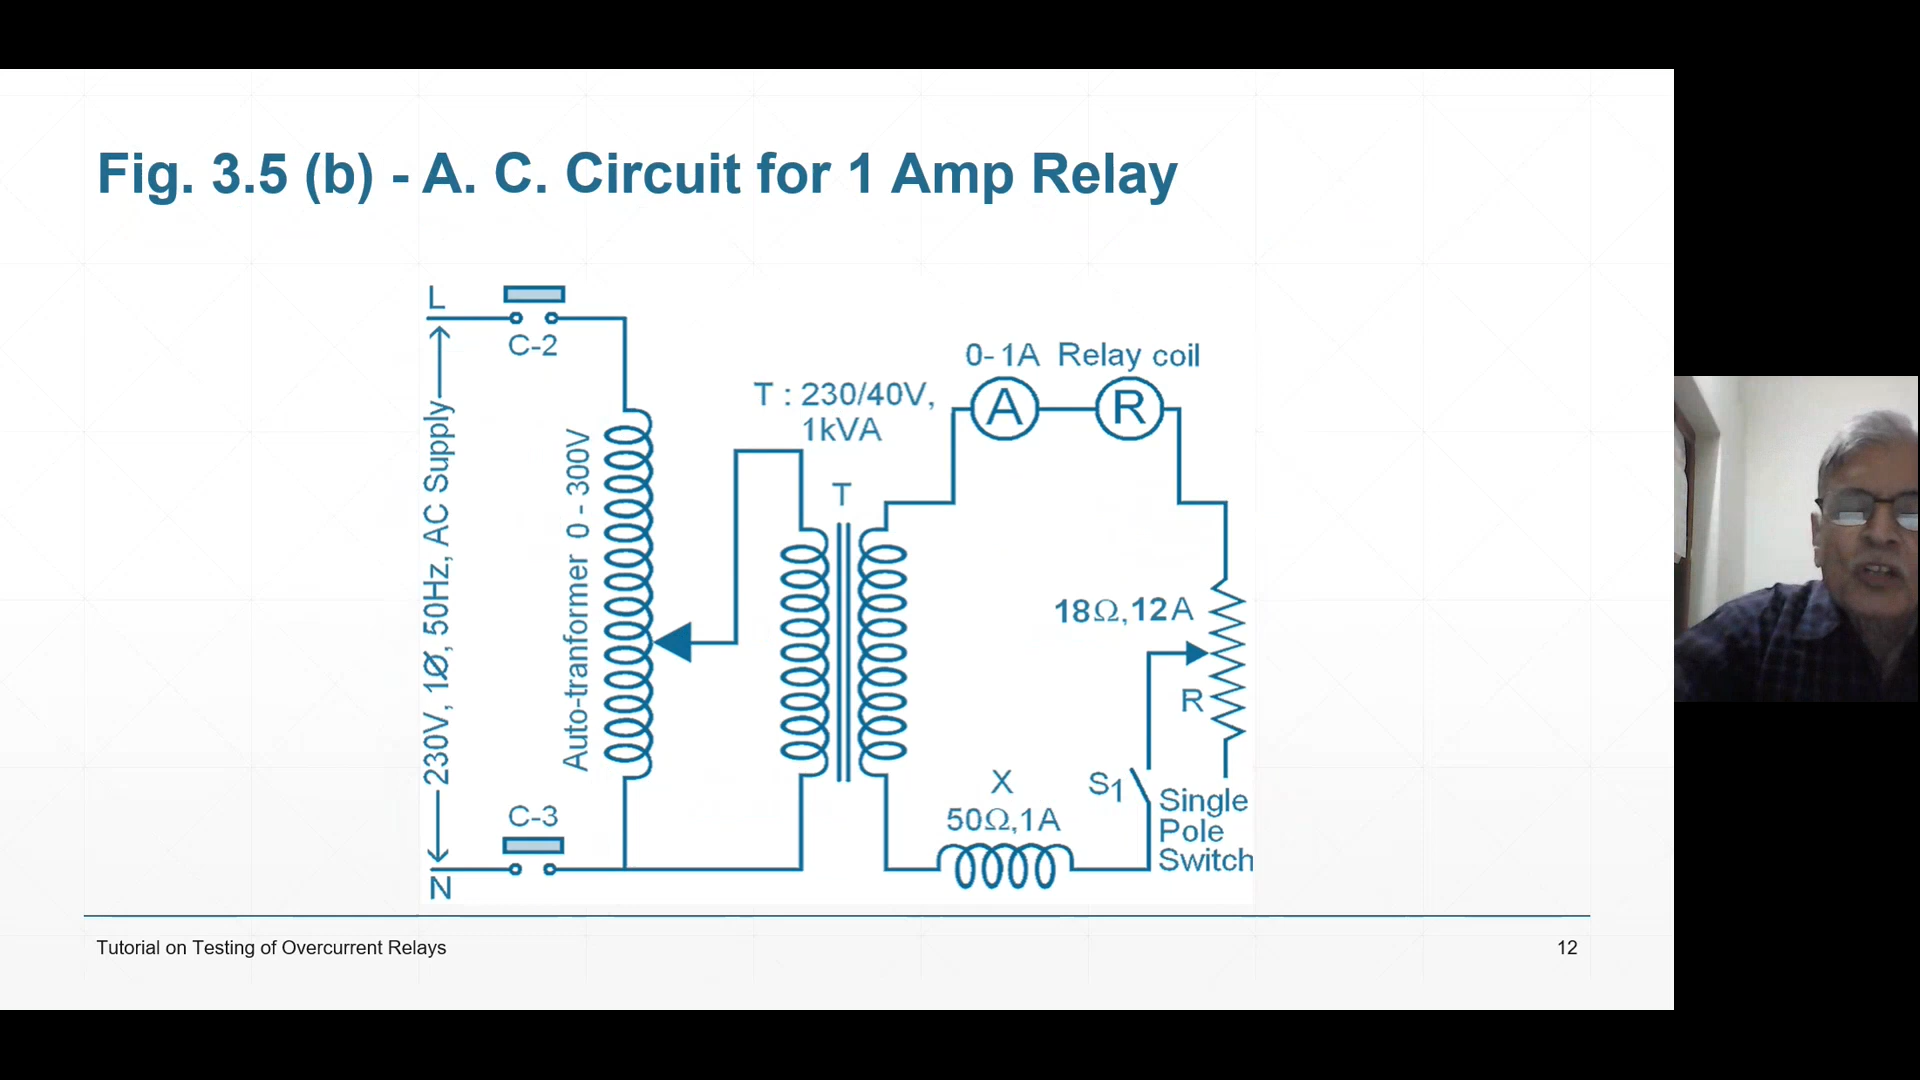 Fig. 3.5 (b) - A. C. Circuit for 1 Amp Relay
L
C-2
230V, 1Ø, 50Hz, AC Supply
Auto-tranformer 0 - 300V
T : 230/40V,
1kVA
T
0-1A Relay coil
A
R
18Ω,12A
R
X
50Ω,1A
S1
Single
Pole
Switch
C-3
N
Tutorial on Testing of Overcurrent Relays
12